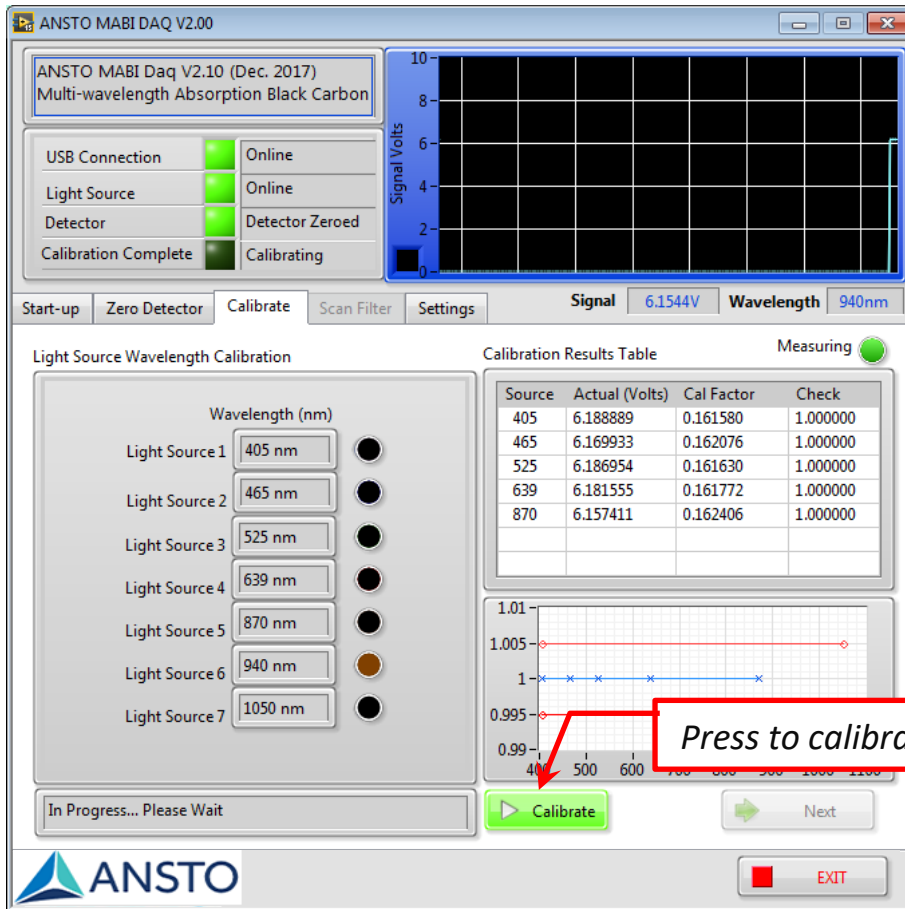 ANSTO MABI DAQ V2.00
ANSTO MABI Daq V2.10 (Dec. 2017)
Multi-wavelength Absorption Black Carbon
USB Connection Online
Light Source Online
Detector Detector Zeroed
Calibration Complete Calibrating
Signal Volts
10
8
6
4
2
0
Start-up Zero Detector Calibrate Scan Filter Settings
Signal 6.1544V Wavelength 940nm
Light Source Wavelength Calibration
Wavelength (nm)
Light Source 1 405 nm
Light Source 2 465 nm
Light Source 3 525 nm
Light Source 4 639 nm
Light Source 5 870 nm
Light Source 6 940 nm
Light Source 7 1050 nm
In Progress... Please Wait
Calibration Results Table Measuring
Source Actual (Volts) Cal Factor Check
405 6.188889 0.161580 1.000000
465 6.169933 0.162076 1.000000
525 6.186954 0.161630 1.000000
639 6.181555 0.161772 1.000000
870 6.157411 0.162406 1.000000
1.01
1.005
1
0.995
0.99
500 600
Press to calibra
Calibrate Next
ANSTO
EXIT